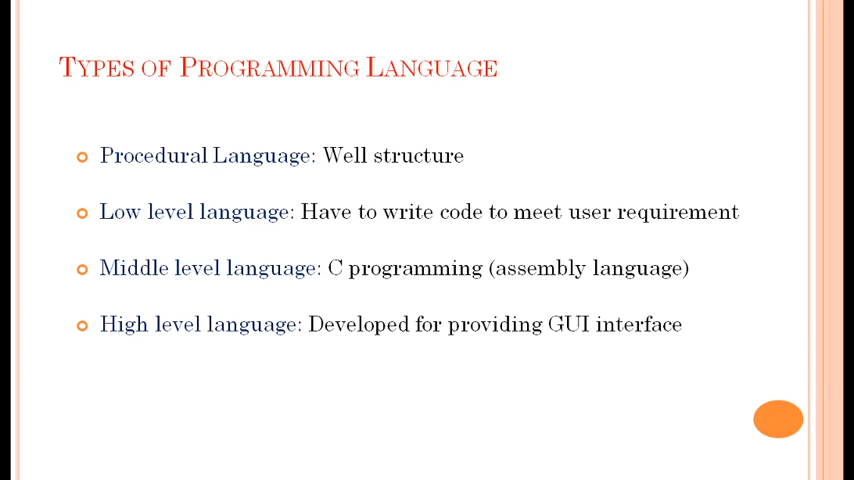 Types of Programming Language
Procedural Language: Well structure
Low level language: Have to write code to meet user requirement
Middle level language: C programming (assembly language)
High level language: Developed for providing GUI interface